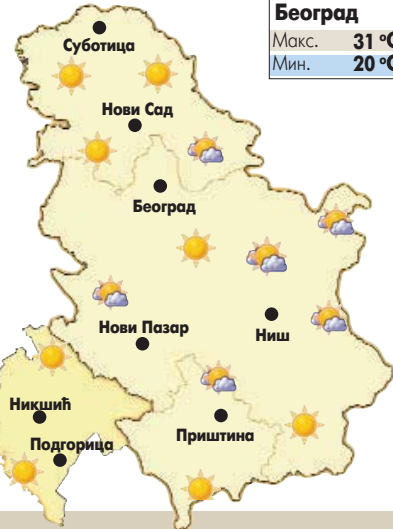 Београд
Макс. 31 °C
Мин. 20 °C
Суботица
Нови Сад
Београд
Нови Пазар
Ниш
Никшић
Подгорица
Приштина